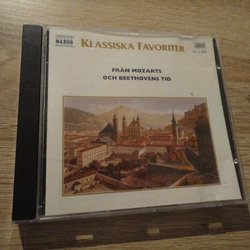 NAXOS
KLASSISKA FAVORITER
FRÅN MOZARTS
OCH BEETHOVENS TID